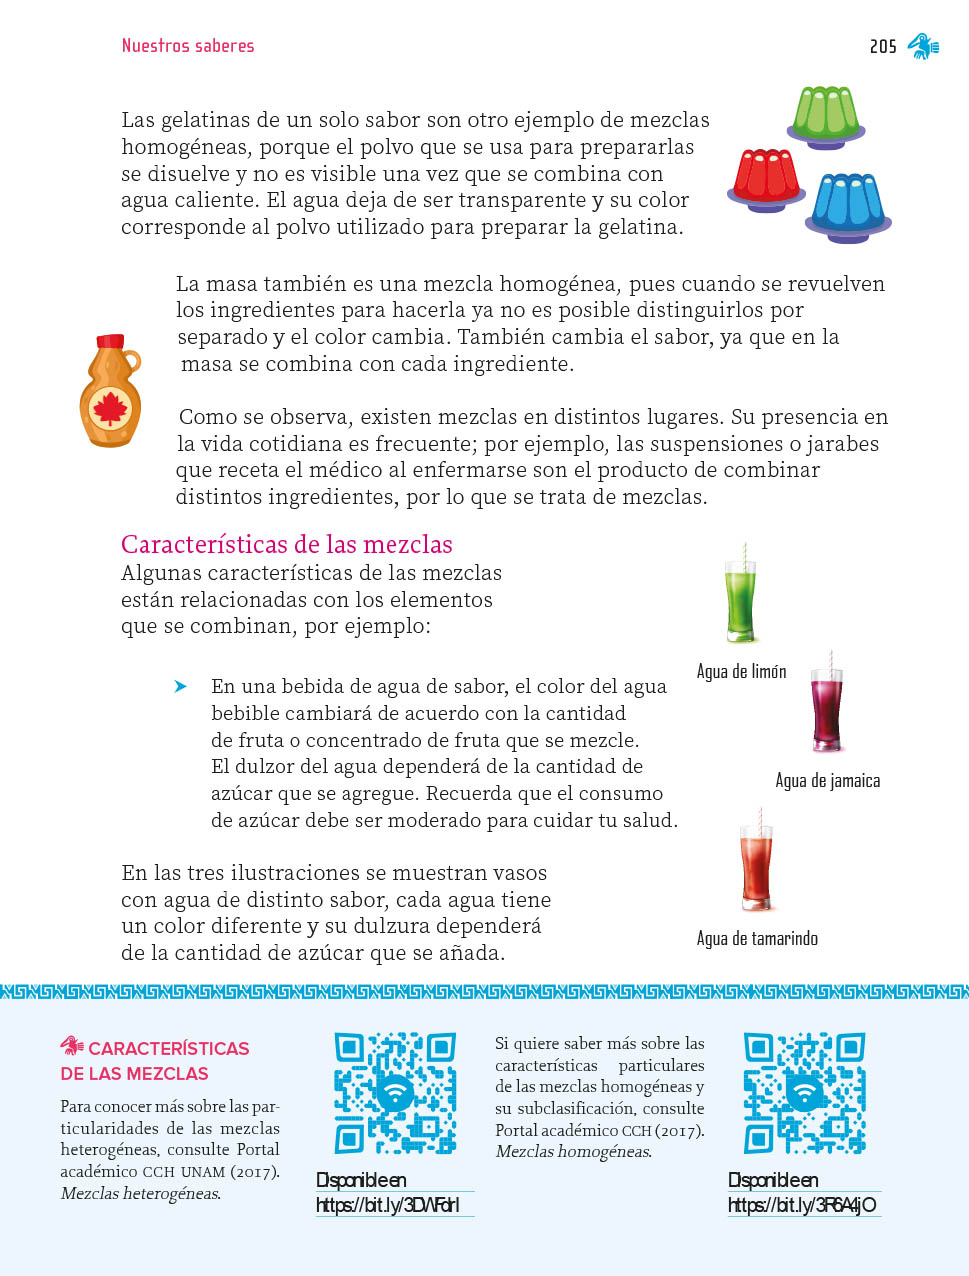 Nuestros saberes
205
Las gelatinas de un solo sabor son otro ejemplo de mezclas
homogéneas, porque el polvo que se usa para prepararlas
se disuelve y no es visible una vez que se combina con
agua caliente. El agua deja de ser transparente y su color
corresponde al polvo utilizado para preparar la gelatina.
La masa también es una mezcla homogénea, pues cuando se revuelven
los ingredientes para hacerla ya no es posible distinguirlos por
separado y el color cambia. También cambia el sabor, ya que en la
masa se combina con cada ingrediente.
Como se observa, existen mezclas en distintos lugares. Su presencia en
la vida cotidiana es frecuente; por ejemplo, las suspensiones o jarabes
que receta el médico al enfermarse son el producto de combinar
distintos ingredientes, por lo que se trata de mezclas.
Características de las mezclas
Algunas características de las mezclas
están relacionadas con los elementos
que se combinan, por ejemplo:
➤ En una bebida de agua de sabor, el color del agua
bebible cambiará de acuerdo con la cantidad
de fruta o concentrado de fruta que se mezcle.
El dulzor del agua dependerá de la cantidad de
azúcar que se agregue. Recuerda que el consumo
de azúcar debe ser moderado para cuidar tu salud.
En las tres ilustraciones se muestran vasos
con agua de distinto sabor, cada agua tiene
un color diferente y su dulzura dependerá
de la cantidad de azúcar que se añada.
Agua de limón
Agua de jamaica
Agua de tamarindo
CARACTERÍSTICAS
DE LAS MEZCLAS
Para conocer más sobre las par-
ticularidades de las mezclas
heterogéneas, consulte Portal
académico CCH UNAM (2017).
Mezclas heterogéneas.
Disponible en
https://bit.ly/3DWFdrl
Si quiere saber más sobre las
características particulares
de las mezclas homogéneas y
su subclasificación, consulte
Portal académico CCH (2017).
Mezclas homogéneas.
Disponible en
https://bit.ly/3R6A4jO